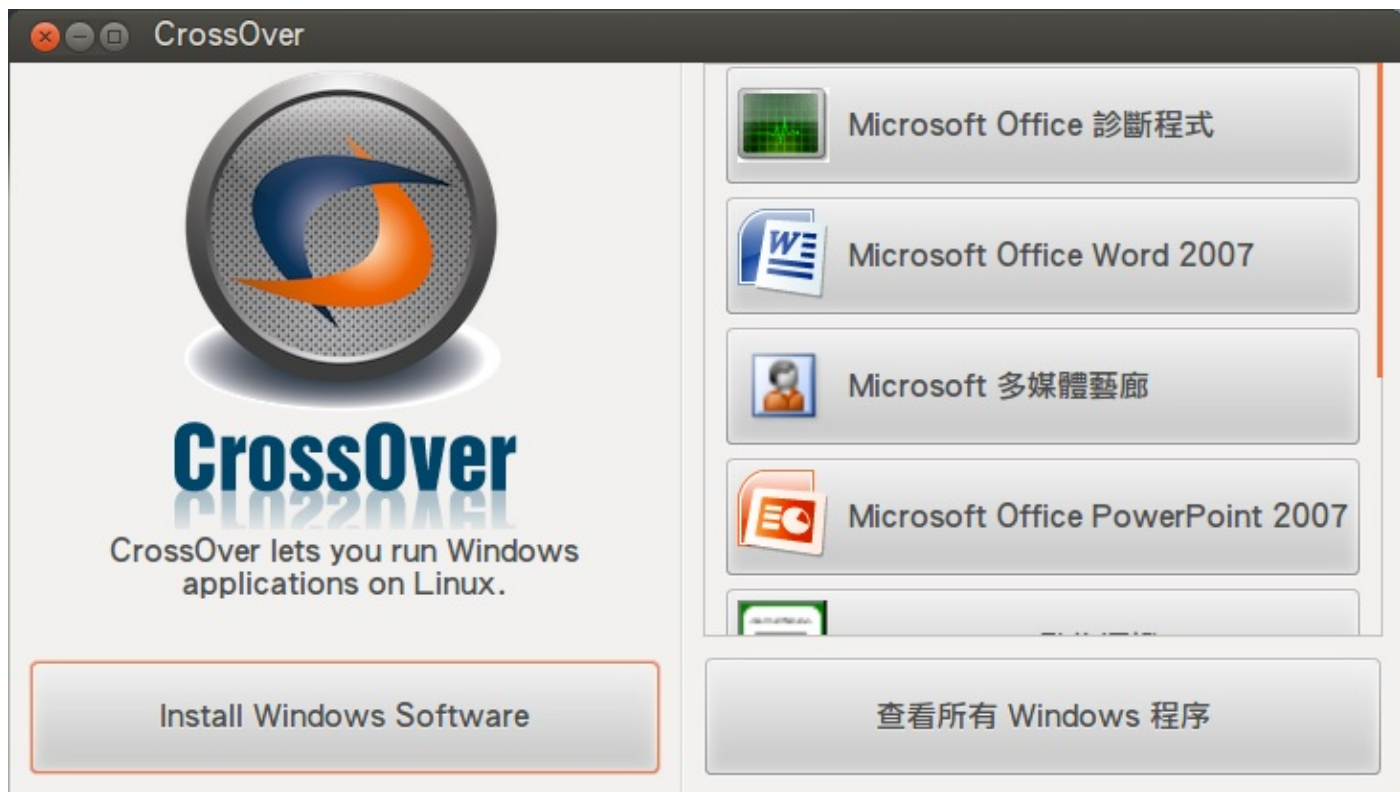 CrossOver
CrossOver
CrossOver lets you run Windows
applications on Linux.
Install Windows Software
Microsoft Office 診斷程式
Microsoft Office Word 2007
Microsoft 多媒體藝廊
Microsoft Office PowerPoint 2007
查看所有 Windows 程序